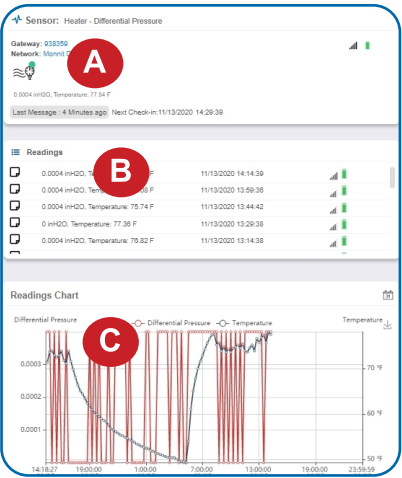 Sensor: Heater - Differential Pressure
Gateway: 938359
Network: Monnit
A
0.0004 inH2O, Temperature: 77.54 F
Last Message : 4 Minutes ago Next Check-in:11/13/2020 14:29:39
Readings
B
0.0004 inH2O, F 11/13/2020 14:14:39
0.0004 inH2O, F 11/13/2020 13:59:36
0.0004 inH2O, Temperature: 75.74 F 11/13/2020 13:44:42
0 inH2O, Temperature: 77.36 F 11/13/2020 13:29:38
0.0004 inH2O, Temperature: 76.82 F 11/13/2020 13:14:38
Readings Chart
31
Differential Pressure Differential Pressure Temperature Temperature
C
0.0003
70 °F
0.0002
60 °F
0.0001
50 °F
14:18:27 19:00:00 1:00:00 7:00:00 13:00:00 19:00:00 23:59:59